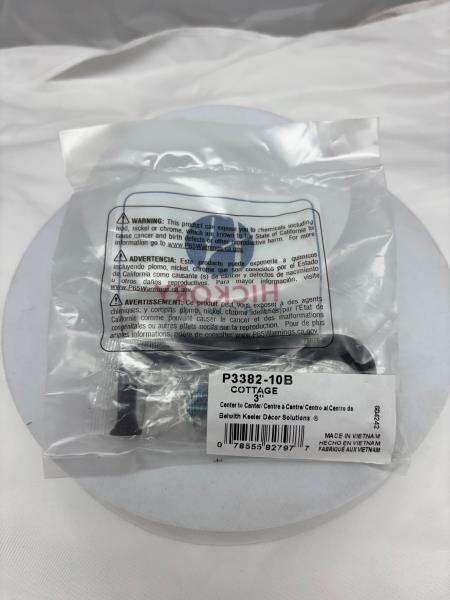 WARNING: This product can expose you to chemicals including
lead, nickel or chrome, which are known to the State of California to
cause cancer and birth defects or other reproductive harm. For more
information go to www.P65Warnings.ca.gov.
ADVERTENCIA: Este producto puede exponerle a químicos
incluyendo plomo, níckel, chrome que son conocidos por el Estado
de California como causante (s) de cáncer y defectos de nacimiento
u otros daños reproductivos. Para mayor información, visite
www.P65Warnings.ca.gov.
HICKOR
AVERTISSEMENT: Ce produit peut vous exposer à des agents
chimiques, y compris plomb, nickel, chrome identifiés par l'État de
Californie comme pouvant causer le cancer et des malformations
congénitales ou autres effets nocifs sur la reproduction. Pour de plus
amples informations, prière de consulter www.P65Warnings.ca.gov.
P3382-10B
COTTAGE
3"
Center to Center/ Centre à Centre/ Centro al Centro de
Belwith Keeler Décor Solutions ®
0 78555 82797 7
MADE IN VIETNAM
HECHO EN VIETNAM
FABRIQUÉ AUX VIETNAM